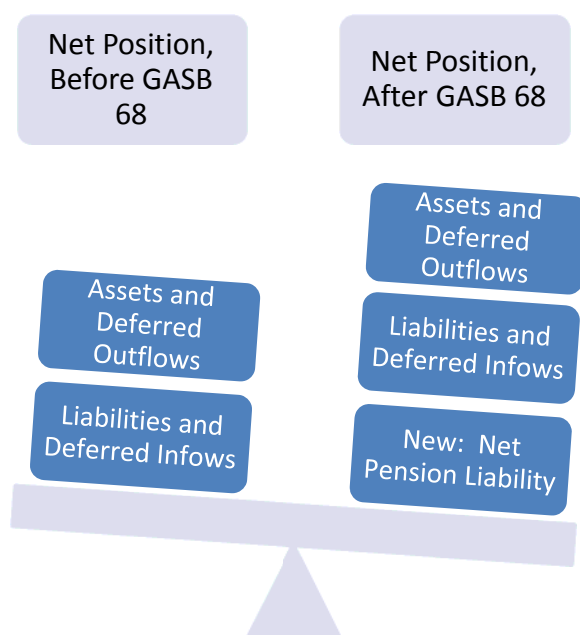 Net Position,
Before GASB
68
Net Position,
After GASB 68
Assets and
Deferred
Outflows
Liabilities and
Deferred Infows
Assets and
Deferred
Outflows
Liabilities and
Deferred Infows
New:  Net
Pension Liability